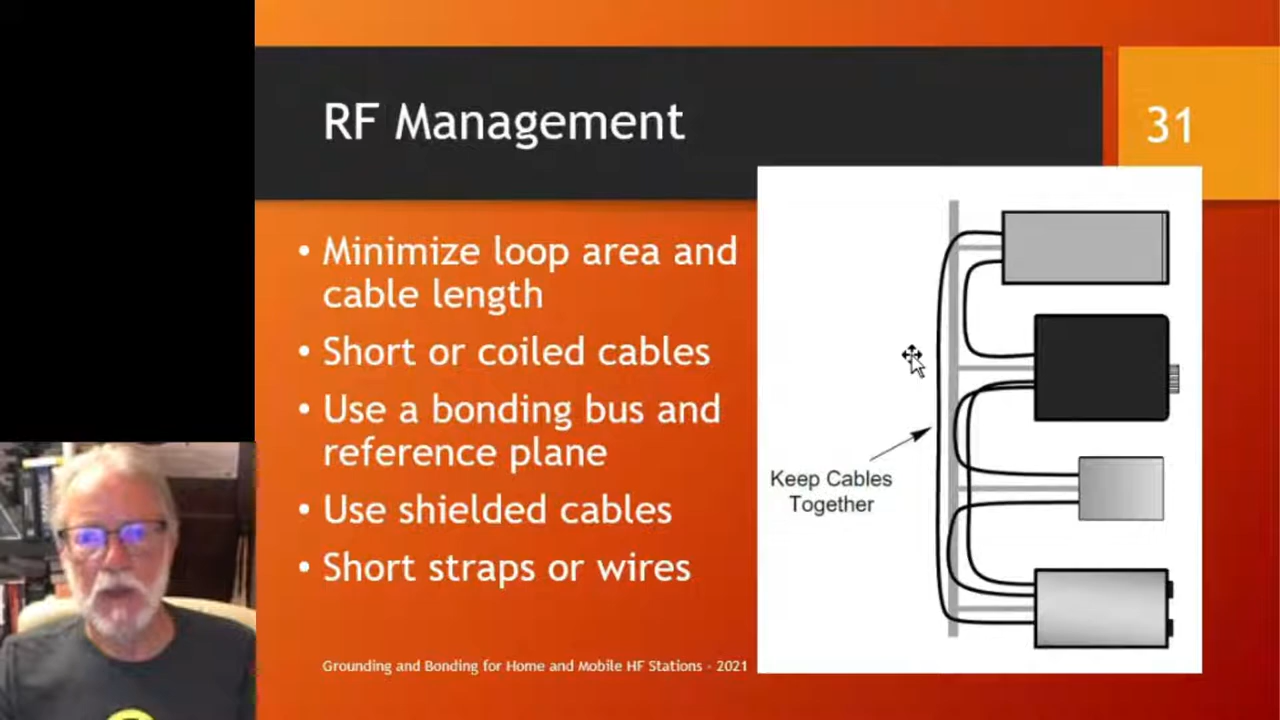 RF Management
31
• Minimize loop area and
cable length
• Short or coiled cables
• Use a bonding bus and
reference plane
• Use shielded cables
• Short straps or wires
Keep Cables
Together
Grounding and Bonding for Home and Mobile HF Stations - 2021